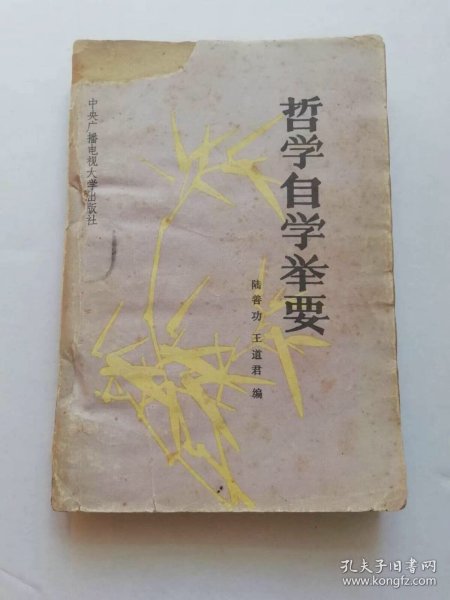 哲学自学举要
陆善功 王道君 编
中央广播电视大学出版社
孔夫子旧书网
www.kongfz.com